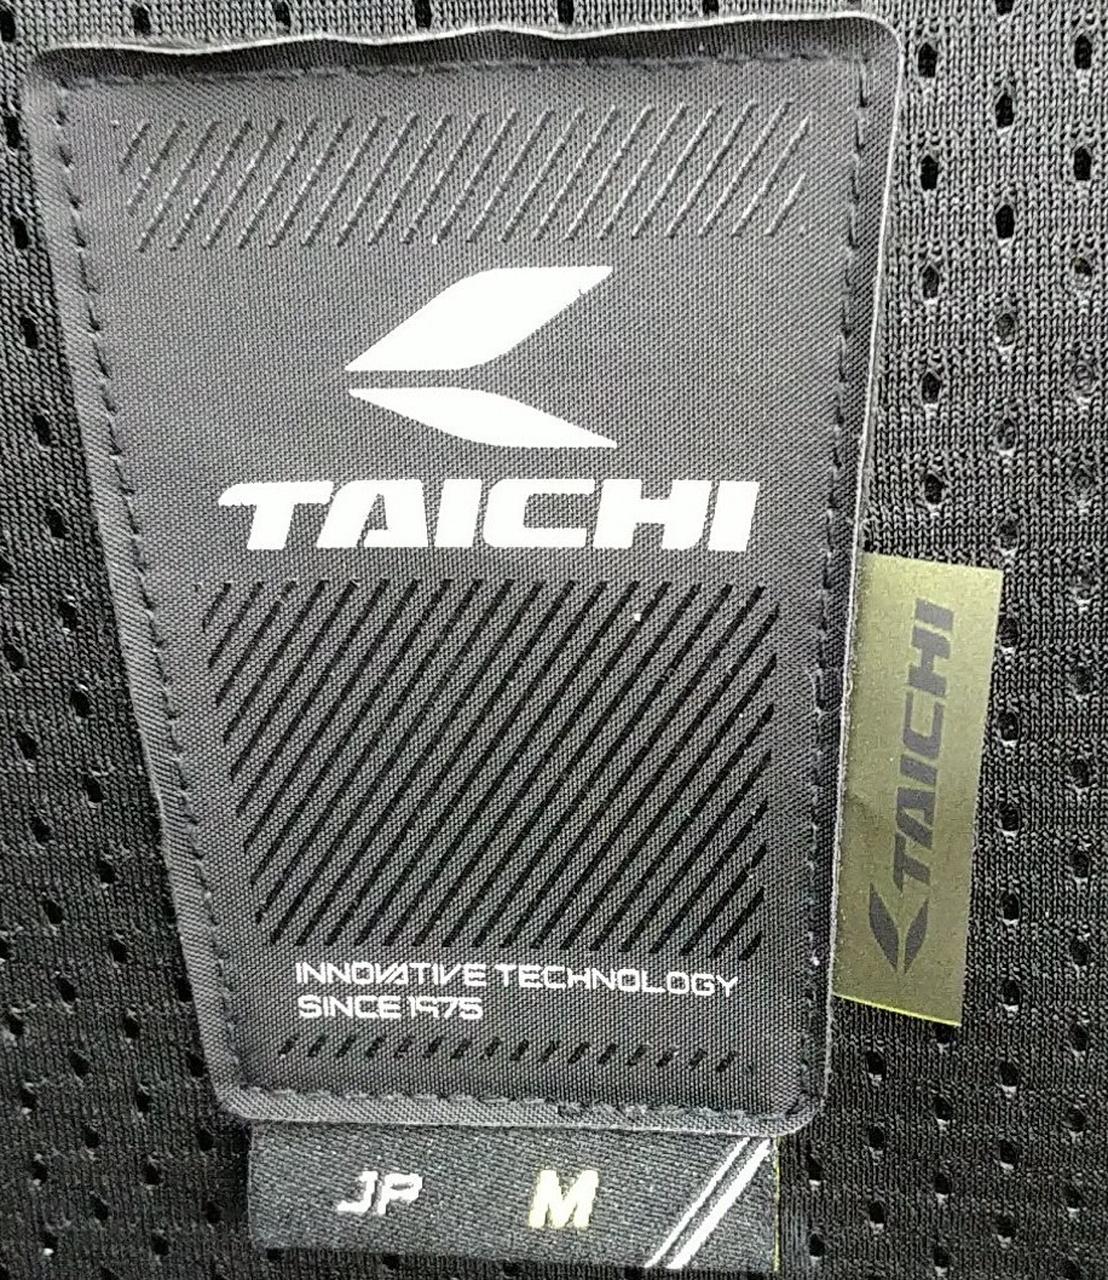 TAICHI
TAICHI
INNOVATIVE TECHNOLOGY
SINCE 1975
JP M